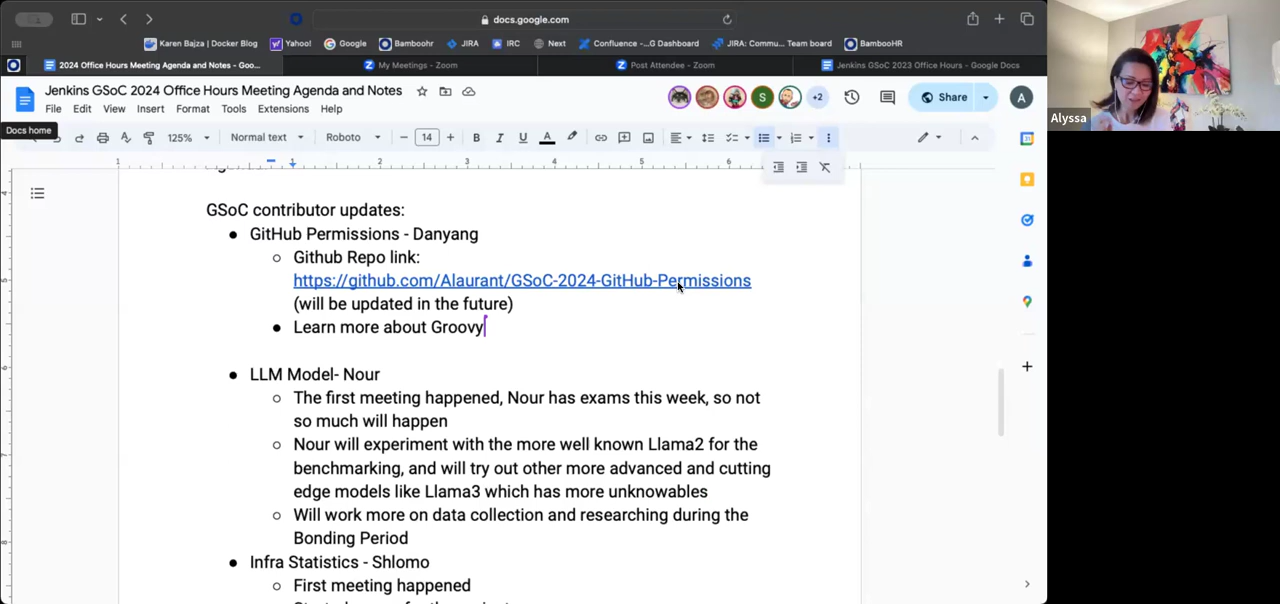 docs.google.com
Karen Bajza | Docker Blog
Yahoo!
Google
Bamboohr
JIRA
IRC
Next
Confluence -...G Dashboard
JIRA: Commu... Team board
BambooHR
2024 Office Hours Meeting Agenda and Notes - Goo...
My Meetings - Zoom
Post Attendee - Zoom
Jenkins GSoC 2023 Office Hours - Google Docs
Jenkins GSoC 2024 Office Hours Meeting Agenda and Notes
File Edit View Insert Format Tools Extensions Help
S
+2
Share
A
Alyssa
Docs home
125%
Normal text
Roboto
14
B I U A
1 1 2 3 4 5 6
GSoC contributor updates:
● GitHub Permissions - Danyang
○ Github Repo link:
https://github.com/Alaurant/GSoC-2024-GitHub-Permissions
(will be updated in the future)
● Learn more about Groovy
● LLM Model- Nour
○ The first meeting happened, Nour has exams this week, so not
so much will happen
○ Nour will experiment with the more well known Llama2 for the
benchmarking, and will try out other more advanced and cutting
edge models like Llama3 which has more unknowables
○ Will work more on data collection and researching during the
Bonding Period
● Infra Statistics - Shlomo
○ First meeting happened